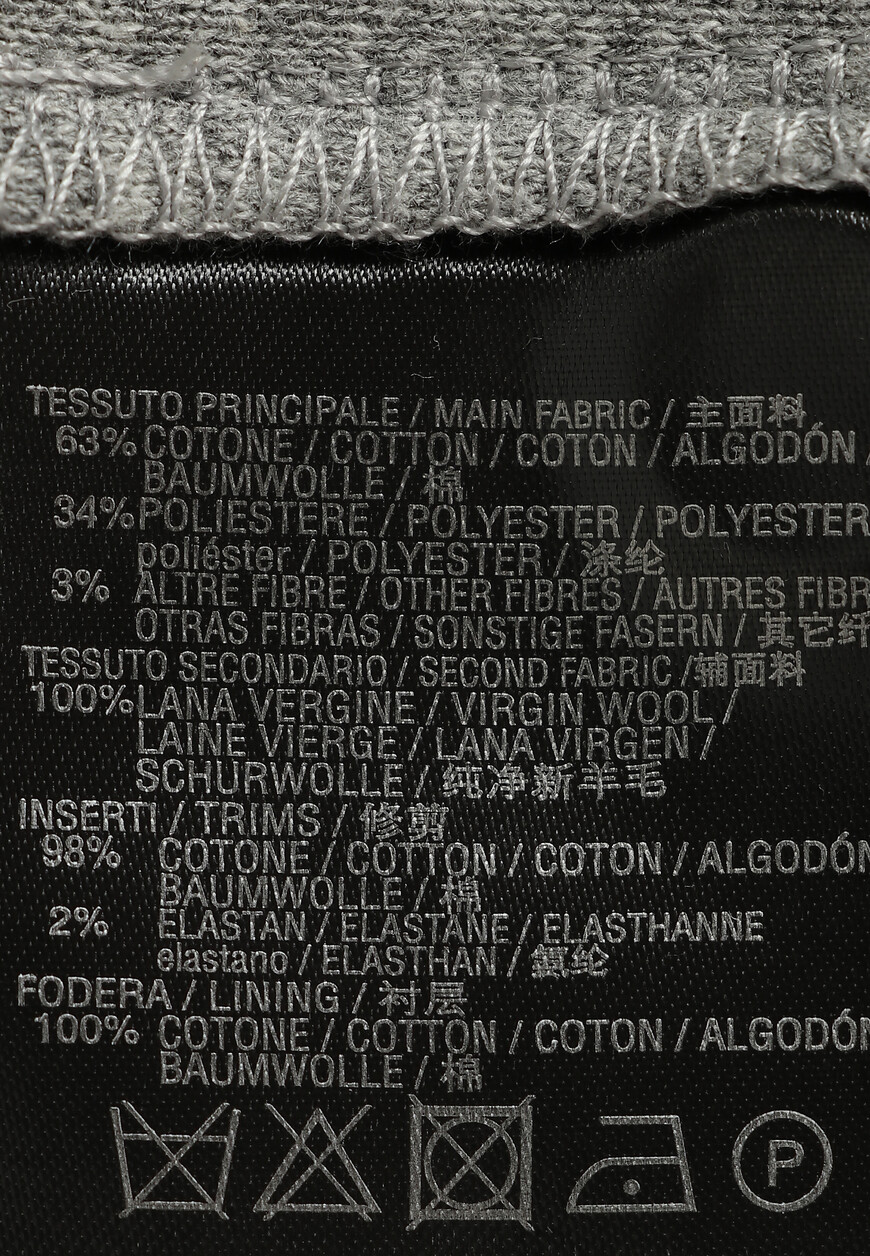 TESSUTO PRINCIPALE / MAIN FABRIC / 主面料
63% COTONE / COTTON / COTON / ALGODÓN /
BAUMWOLLE / 棉
34% POLIESTERE / POLYESTER / POLYESTER
poliéster / POLYESTER / 涤纶
3% ALTRE FIBRE / OTHER FIBRES / AUTRES FIBR
OTRAS FIBRAS / SONSTIGE FASERN / 其它纤
TESSUTO SECONDARIO / SECOND FABRIC / 辅面料
100% LANA VERGINE / VIRGIN WOOL /
LAINE VIERGE / LANA VIRGEN /
SCHURWOLLE / 纯净新羊毛
INSERTI / TRIMS / 修剪
98% COTONE / COTTON / COTON / ALGODÓN
BAUMWOLLE / 棉
2% ELASTAN / ELASTANE / ELASTHANNE
elastano / ELASTHAN / 氨纶
FODERA / LINING / 衬层
100% COTONE / COTTON / COTON / ALGODÓN
BAUMWOLLE / 棉
P